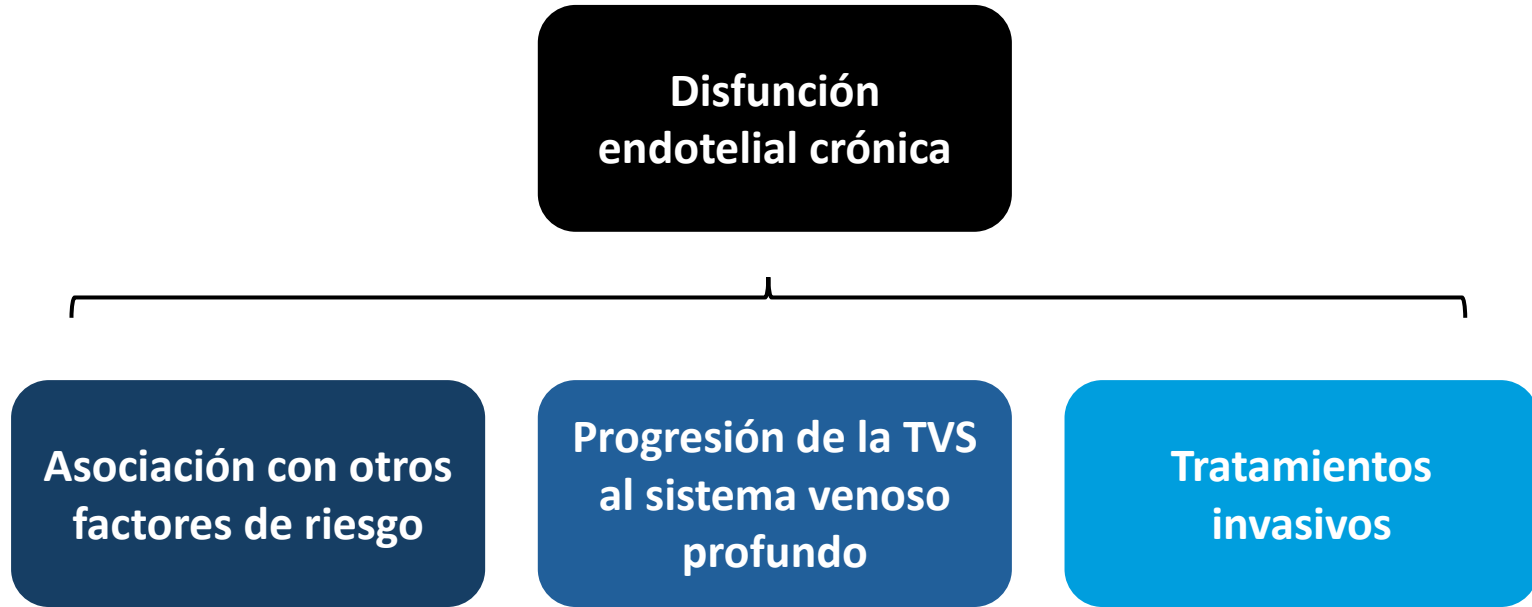 Disfunción
endotelial crónica
Asociación con otros
factores de riesgo
Progresión de la TVS
al sistema venoso
profundo
Tratamientos
invasivos